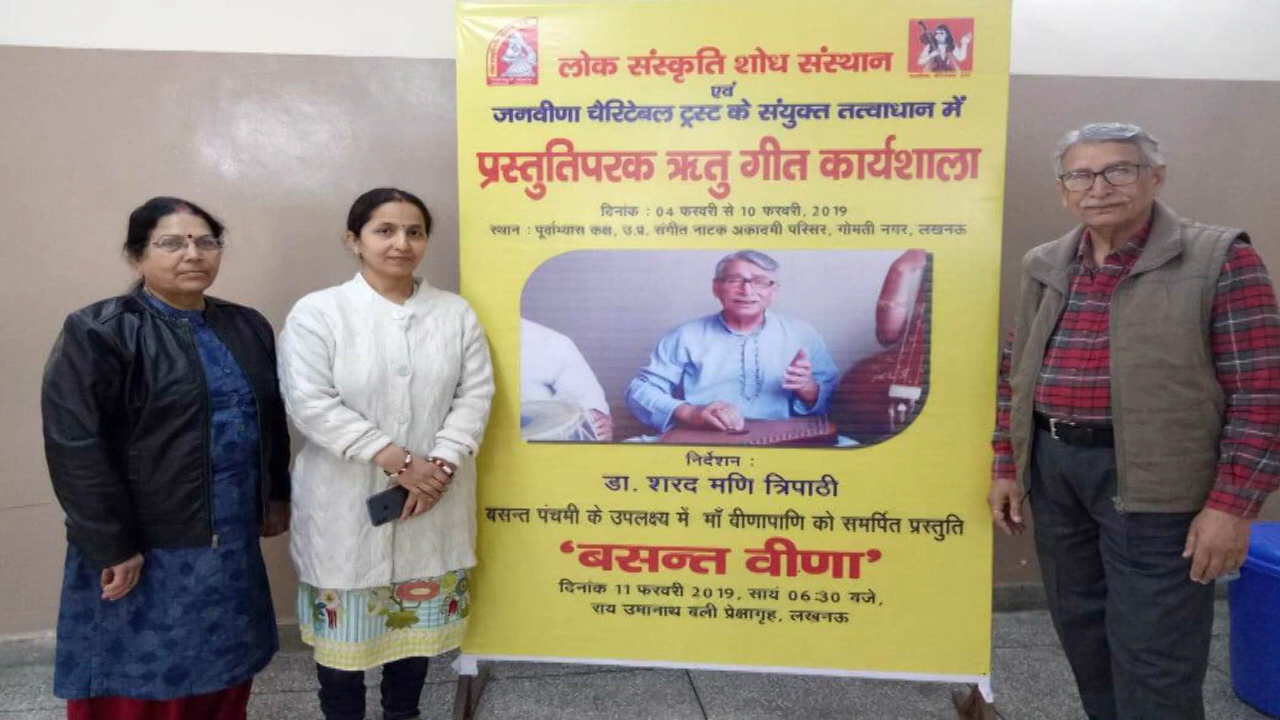 लोक संस्कृति शोध संस्थान
एवं
जनवीणा चैरिटेबल ट्रस्ट के संयुक्त तत्वाधान में
प्रस्तुतिपरक ऋतु गीत कार्यशाला
दिनांक : 04 फरवरी से 10 फरवरी, 2019
स्थान : पूर्वाभ्यास कक्ष, उ.प्र. संगीत नाटक अकादमी परिसर, गोमती नगर, लखनऊ
निर्देशन :
डा. शरद मणि त्रिपाठी
बसन्त पंचमी के उपलक्ष्य में माँ वीणापाणि को समर्पित प्रस्तुति
'बसन्त वीणा'
दिनांक 11 फरवरी 2019, सायं 06:30 बजे,
राय उमानाथ बली प्रेक्षागृह, लखनऊ